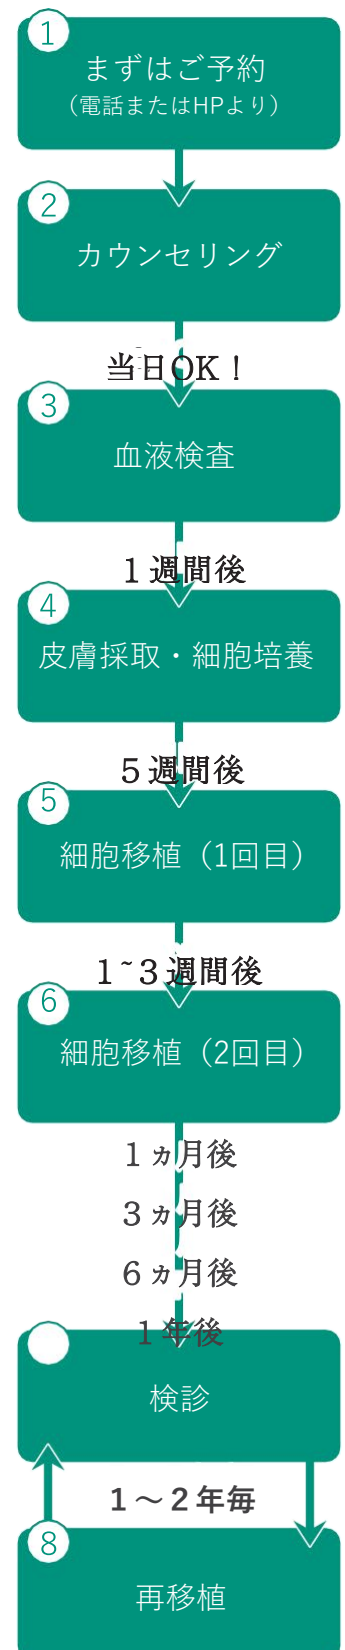 1
まずはご予約
（電話またはHPより）
2
カウンセリング
当日OK！
3
血液検査
１週間後
4
皮膚採取・細胞培養
５週間後
5
細胞移植（1回目）
１~３週間後
6
細胞移植（2回目）
１ヵ月後
３ヵ月後
６ヵ月後
１年後
検診
１～２年毎
8
再移植